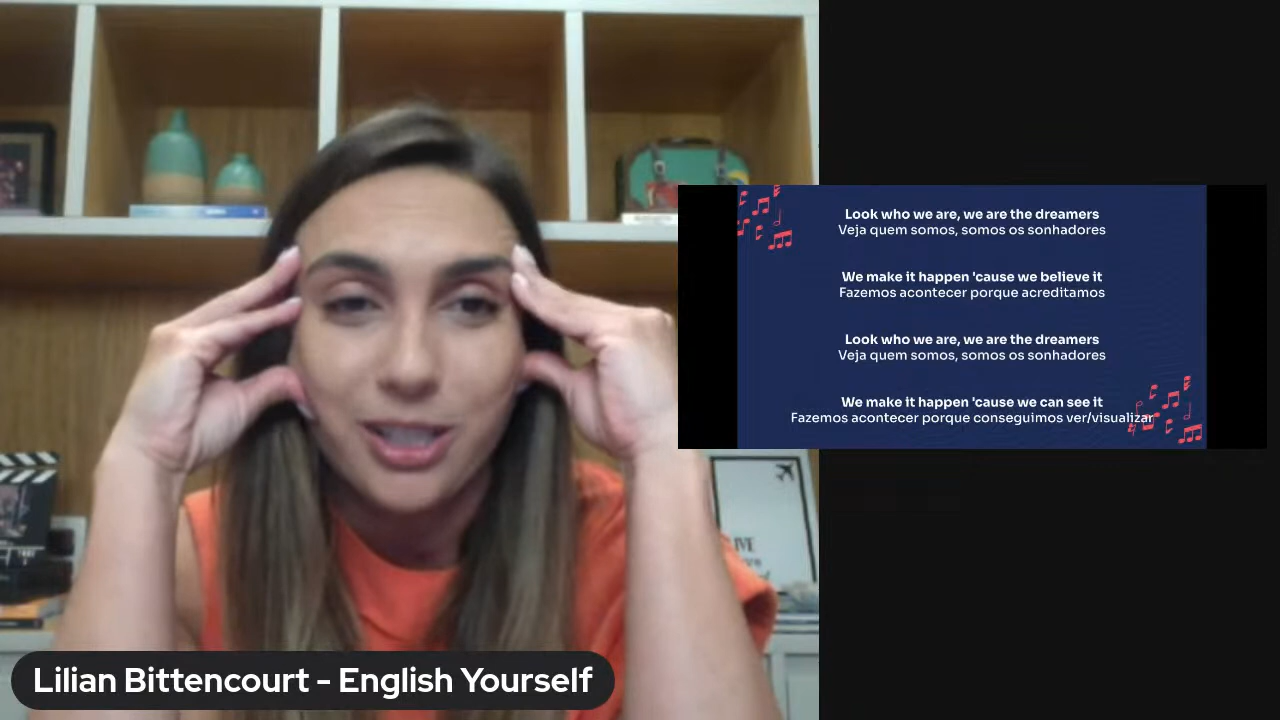 Look who we are, we are the dreamers
Veja quem somos, somos os sonhadores
We make it happen 'cause we believe it
Fazemos acontecer porque acreditamos
Look who we are, we are the dreamers
Veja quem somos, somos os sonhadores
We make it happen 'cause we can see it
Fazemos acontecer porque conseguimos ver/visualizar
Lilian Bittencourt - English Yourself